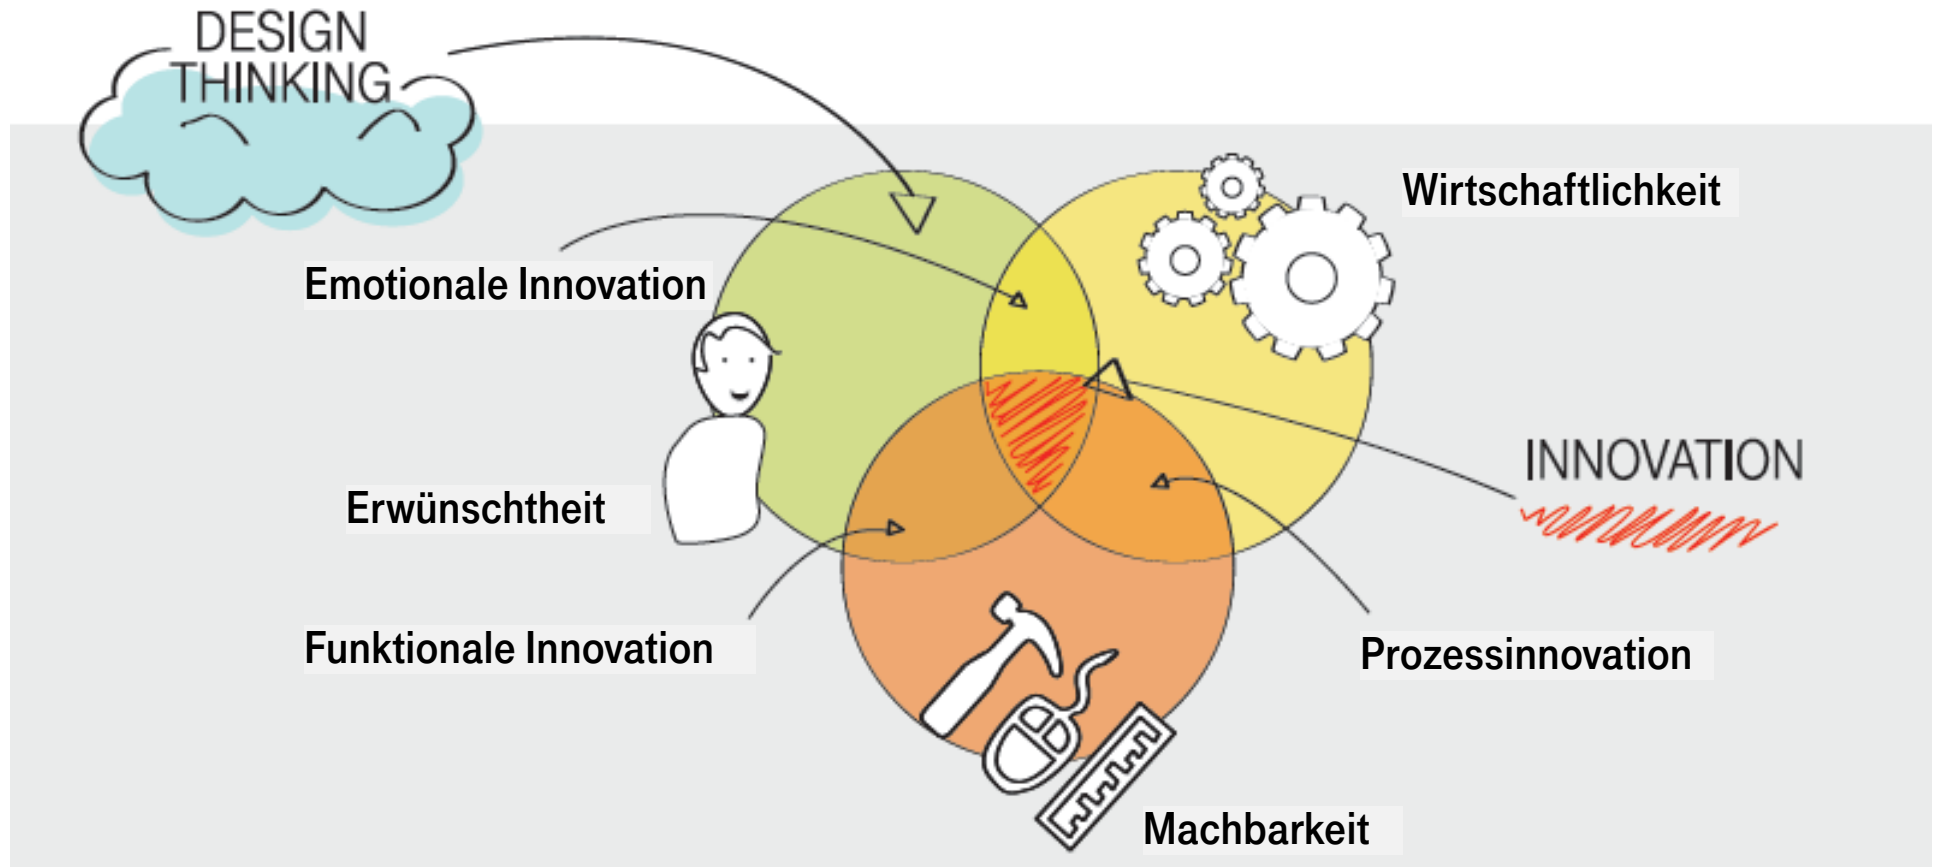 DESIGN
THINKING
Wirtschaftlichkeit
Emotionale Innovation
INNOVATION
Erwünschtheit
Funktionale Innovation
Prozessinnovation
Machbarkeit